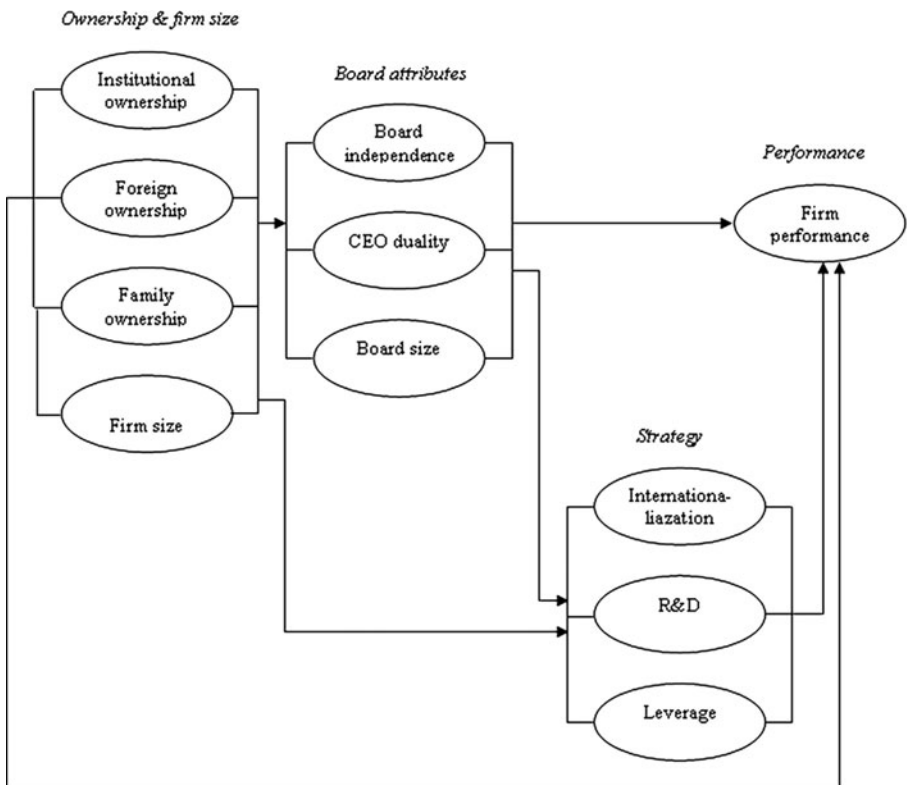 Ownership & firm size
Institutional
ownership
Foreign
ownership
Family
ownership
Firm size
Board attributes
Board
independence
CEO duality
Board size
Performance
Firm
performance
Strategy
Internationa-
liazation
R&D
Leverage